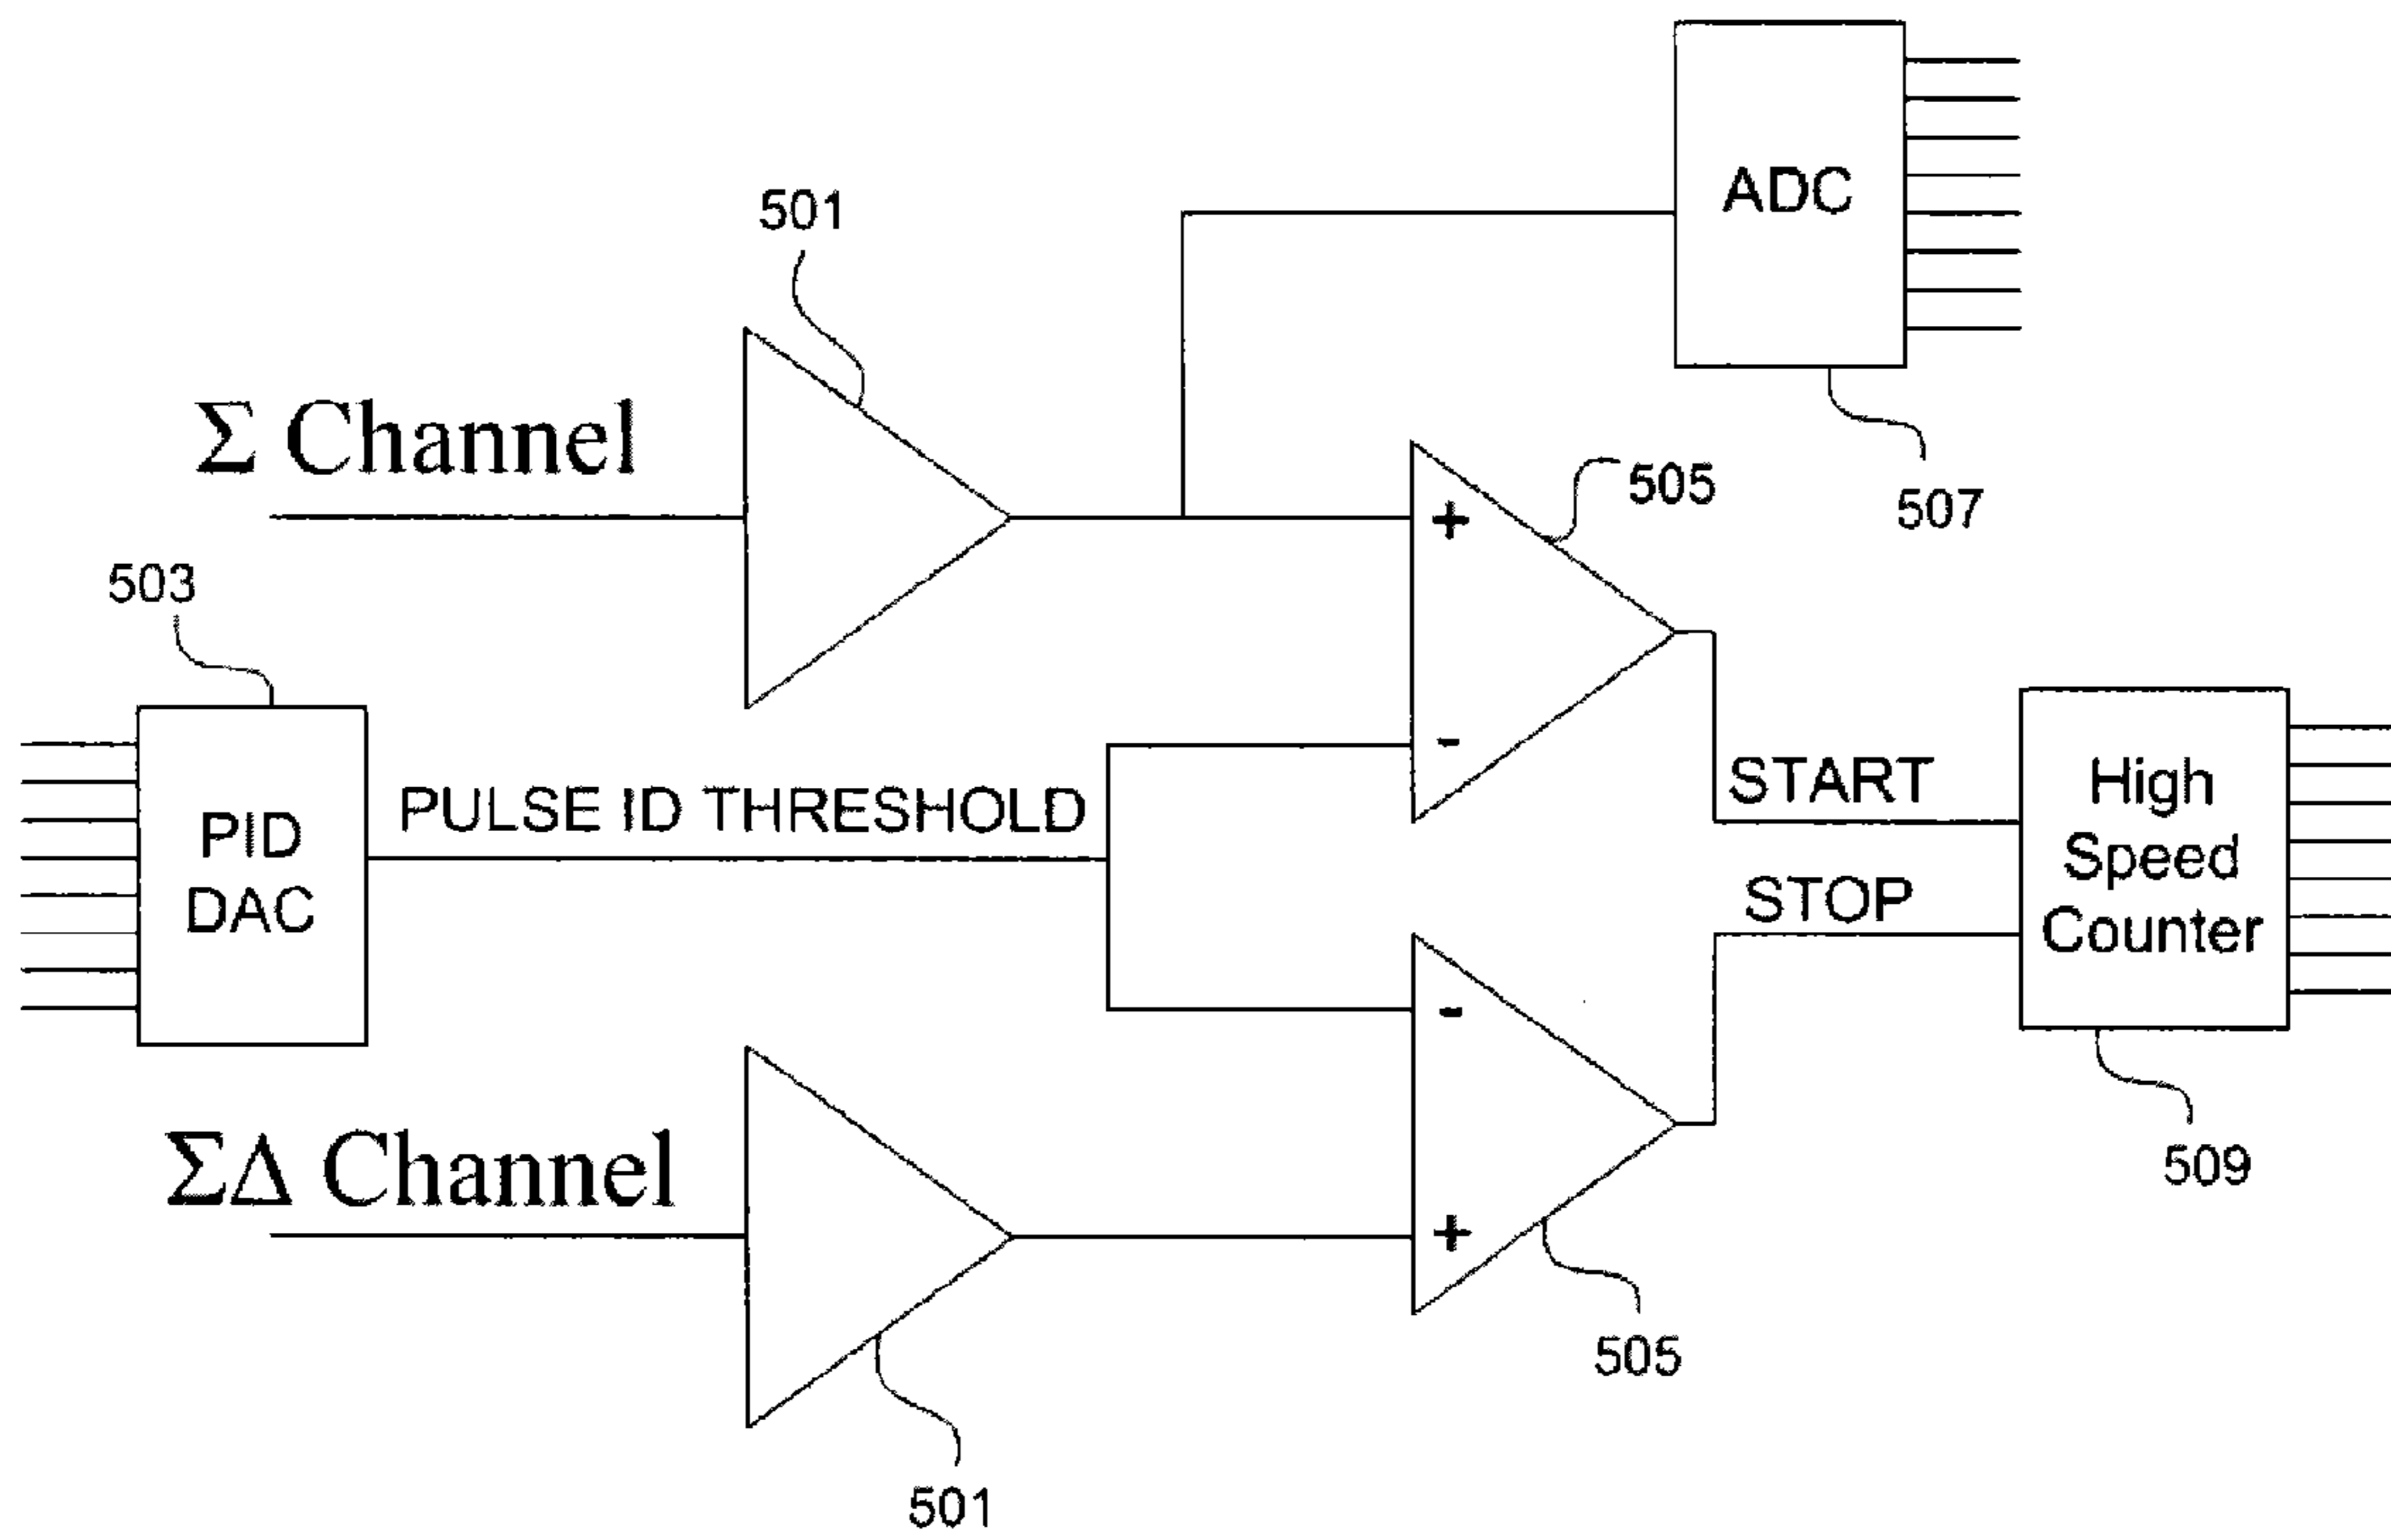 ADC
501
Σ Channel
505
507
503
PULSE ID THRESHOLD
START
PID
DAC
High
Speed
Counter
STOP
+
-
-
+
ΣΔ Channel
509
505
501